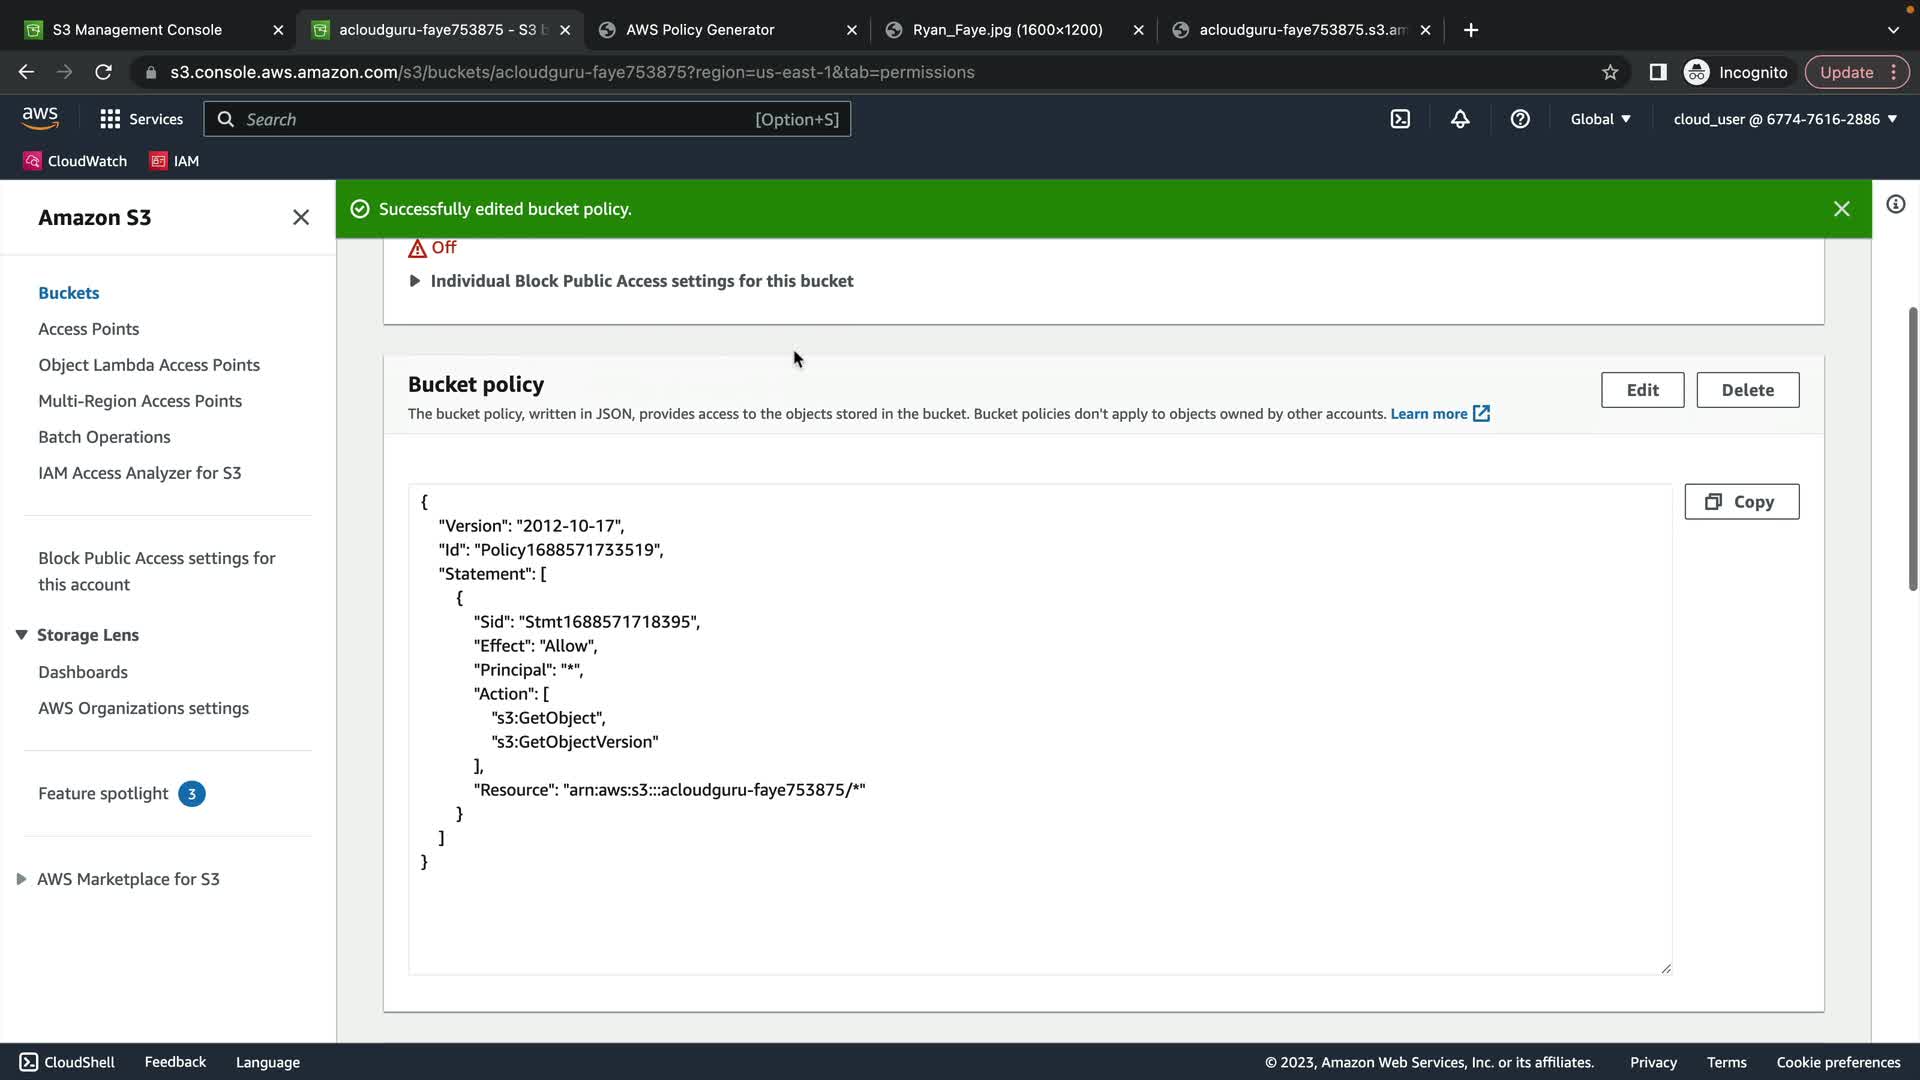 S3 Management Console
acloudguru-faye753875 - S3 b
AWS Policy Generator
Ryan_Faye.jpg (1600×1200)
acloudguru-faye753875.s3.am
s3.console.aws.amazon.com/s3/buckets/acloudguru-faye753875?region=us-east-1&tab=permissions
Incognito
Update
aws
Services
Search
[Option+S]
Global
cloud_user @ 6774-7616-2886
CloudWatch
IAM
Amazon S3
Buckets
Access Points
Object Lambda Access Points
Multi-Region Access Points
Batch Operations
IAM Access Analyzer for S3
Block Public Access settings for
this account
Storage Lens
Dashboards
AWS Organizations settings
Feature spotlight 3
AWS Marketplace for S3
Successfully edited bucket policy.
Off
Individual Block Public Access settings for this bucket
Bucket policy
The bucket policy, written in JSON, provides access to the objects stored in the bucket. Bucket policies don't apply to objects owned by other accounts. Learn more
Edit
Delete
Copy
{
"Version": "2012-10-17",
"Id": "Policy1688571733519",
"Statement": [
{
"Sid": "Stmt1688571718395",
"Effect": "Allow",
"Principal": "*",
"Action": [
"s3:GetObject",
"s3:GetObjectVersion"
],
"Resource": "arn:aws:s3:::acloudguru-faye753875/*"
}
]
}
CloudShell
Feedback
Language
© 2023, Amazon Web Services, Inc. or its affiliates.
Privacy
Terms
Cookie preferences